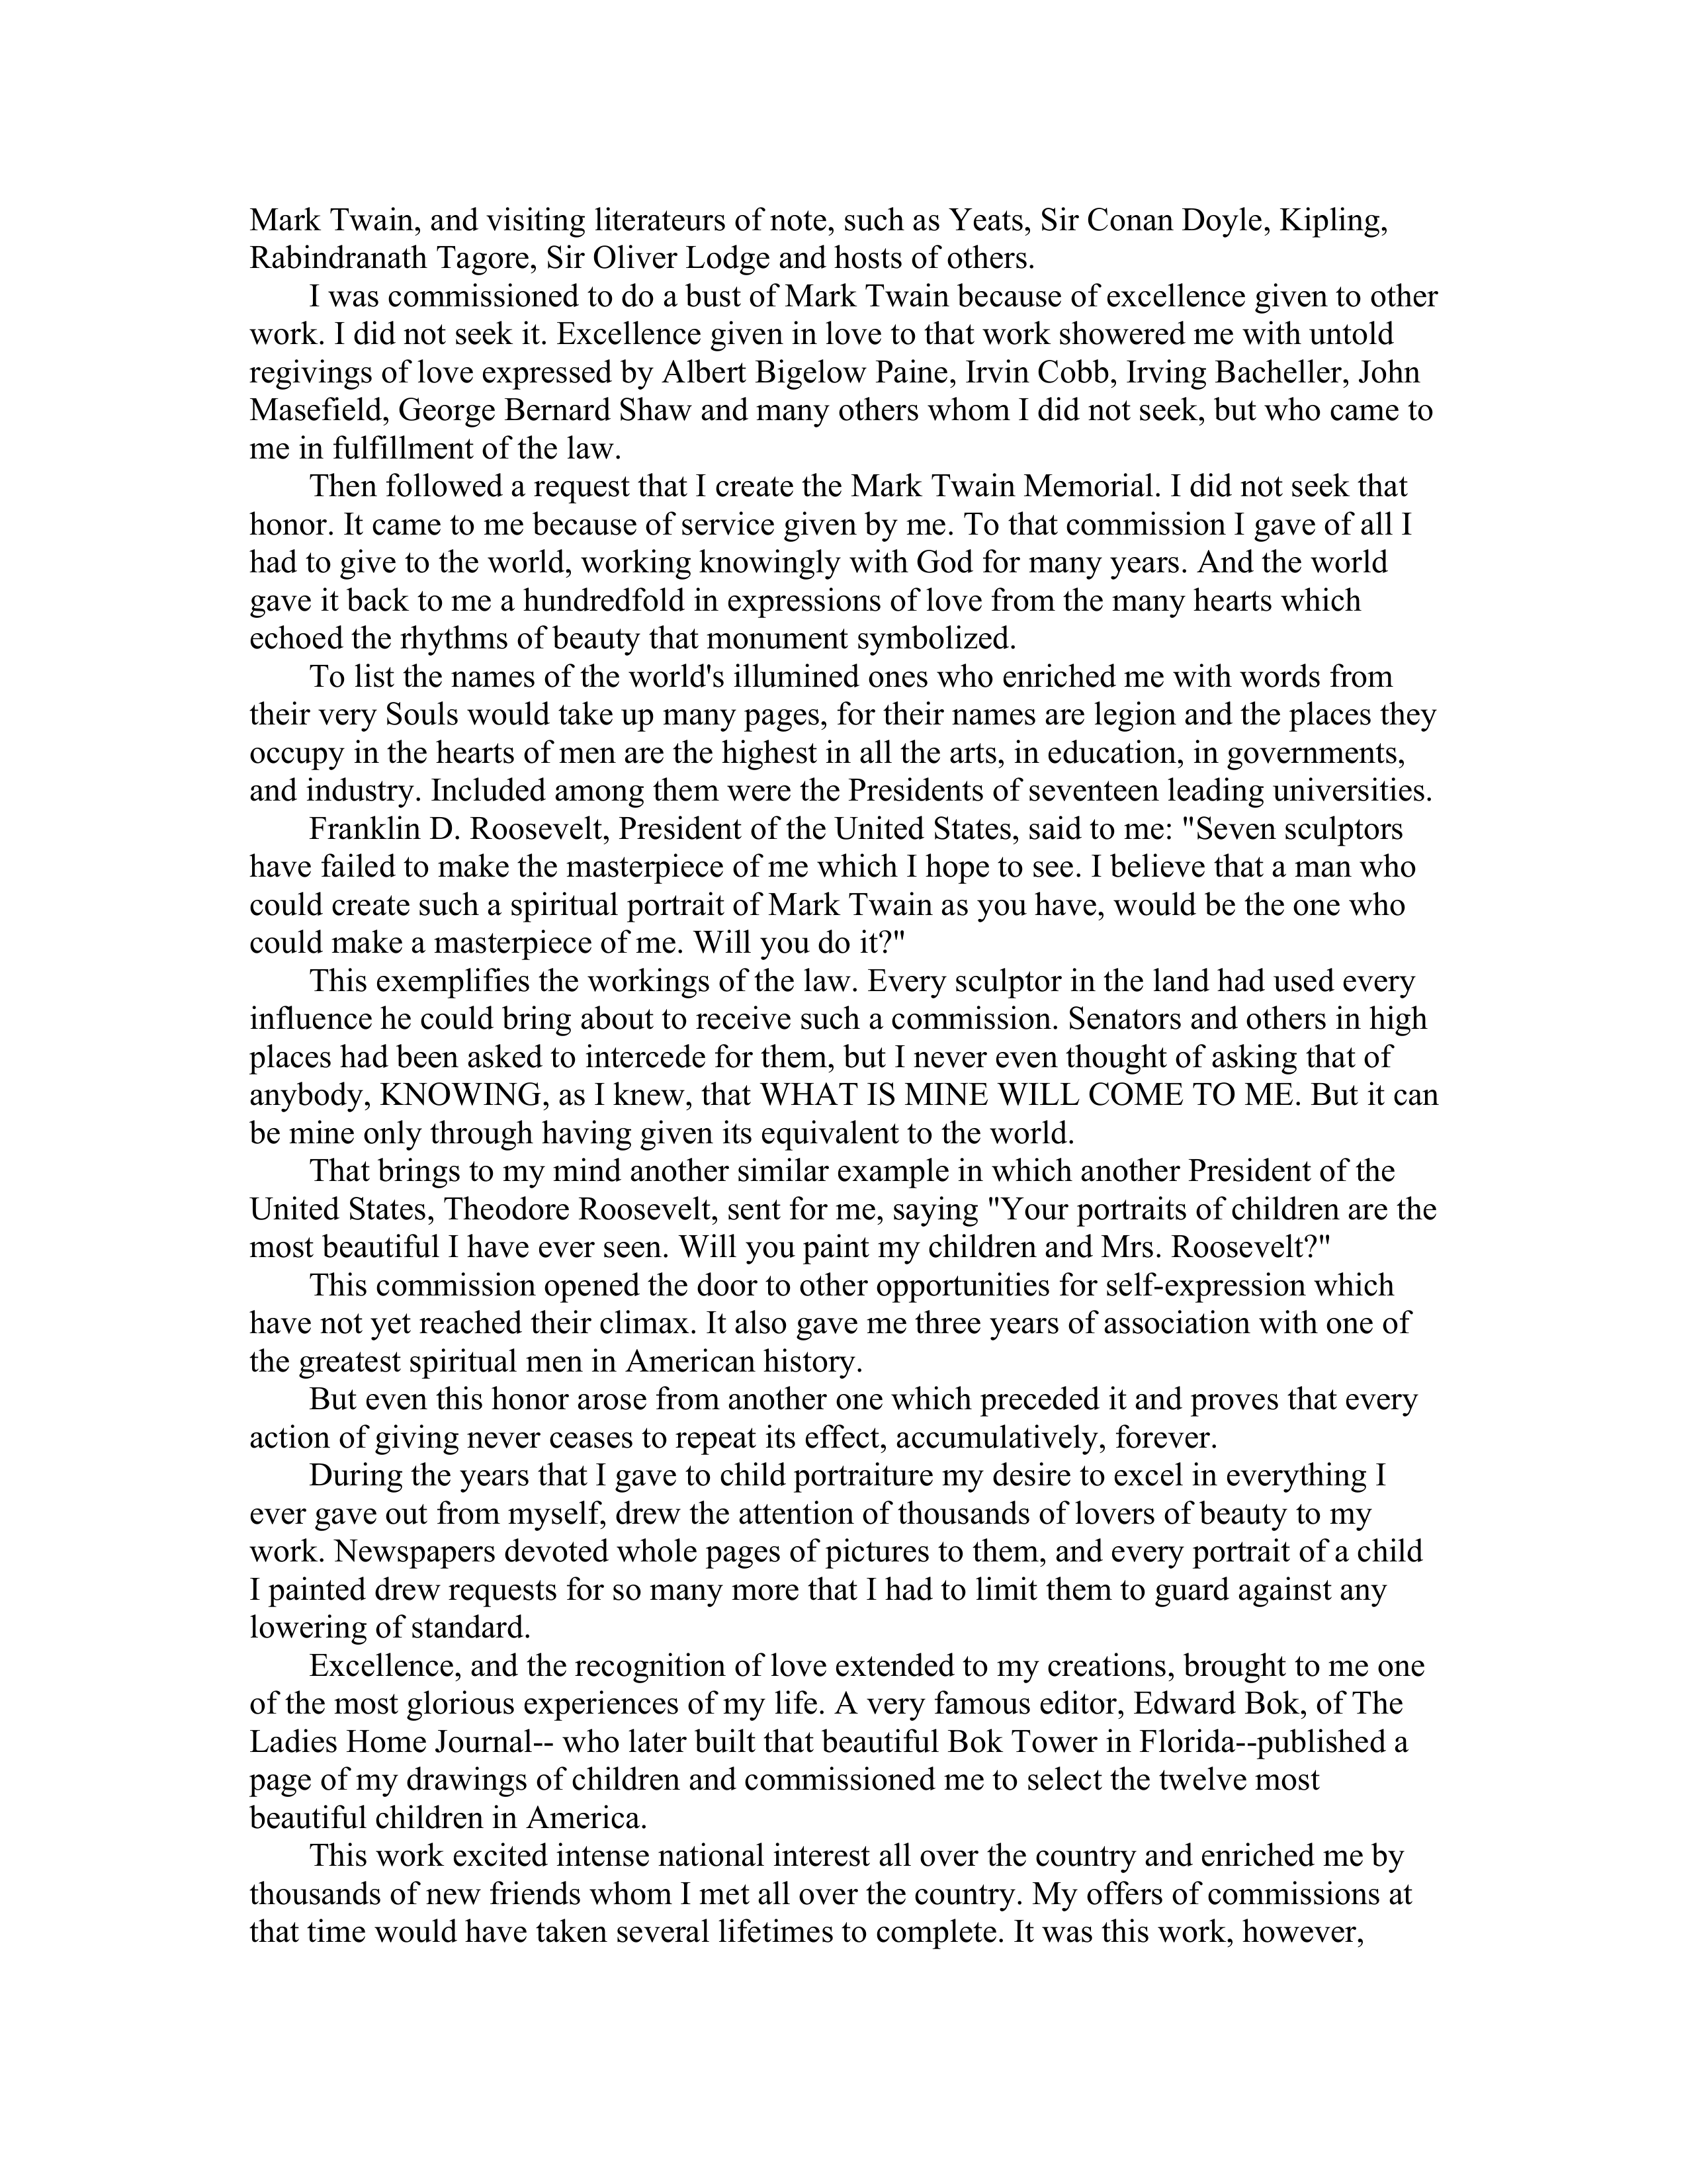 Mark Twain, and visiting literateurs of note, such as Yeats, Sir Conan Doyle, Kipling,
Rabindranath Tagore, Sir Oliver Lodge and hosts of others.
I was commissioned to do a bust of Mark Twain because of excellence given to other
work. I did not seek it. Excellence given in love to that work showered me with untold
regivings of love expressed by Albert Bigelow Paine, Irvin Cobb, Irving Bacheller, John
Masefield, George Bernard Shaw and many others whom I did not seek, but who came to
me in fulfillment of the law.
Then followed a request that I create the Mark Twain Memorial. I did not seek that
honor. It came to me because of service given by me. To that commission I gave of all I
had to give to the world, working knowingly with God for many years. And the world
gave it back to me a hundredfold in expressions of love from the many hearts which
echoed the rhythms of beauty that monument symbolized.
To list the names of the world's illumined ones who enriched me with words from
their very Souls would take up many pages, for their names are legion and the places they
occupy in the hearts of men are the highest in all the arts, in education, in governments,
and industry. Included among them were the Presidents of seventeen leading universities.
Franklin D. Roosevelt, President of the United States, said to me: "Seven sculptors
have failed to make the masterpiece of me which I hope to see. I believe that a man who
could create such a spiritual portrait of Mark Twain as you have, would be the one who
could make a masterpiece of me. Will you do it?"
This exemplifies the workings of the law. Every sculptor in the land had used every
influence he could bring about to receive such a commission. Senators and others in high
places had been asked to intercede for them, but I never even thought of asking that of
anybody, KNOWING, as I knew, that WHAT IS MINE WILL COME TO ME. But it can
be mine only through having given its equivalent to the world.
That brings to my mind another similar example in which another President of the
United States, Theodore Roosevelt, sent for me, saying "Your portraits of children are the
most beautiful I have ever seen. Will you paint my children and Mrs. Roosevelt?"
This commission opened the door to other opportunities for self-expression which
have not yet reached their climax. It also gave me three years of association with one of
the greatest spiritual men in American history.
But even this honor arose from another one which preceded it and proves that every
action of giving never ceases to repeat its effect, accumulatively, forever.
During the years that I gave to child portraiture my desire to excel in everything I
ever gave out from myself, drew the attention of thousands of lovers of beauty to my
work. Newspapers devoted whole pages of pictures to them, and every portrait of a child
I painted drew requests for so many more that I had to limit them to guard against any
lowering of standard.
Excellence, and the recognition of love extended to my creations, brought to me one
of the most glorious experiences of my life. A very famous editor, Edward Bok, of The
Ladies Home Journal-- who later built that beautiful Bok Tower in Florida--published a
page of my drawings of children and commissioned me to select the twelve most
beautiful children in America.
This work excited intense national interest all over the country and enriched me by
thousands of new friends whom I met all over the country. My offers of commissions at
that time would have taken several lifetimes to complete. It was this work, however,